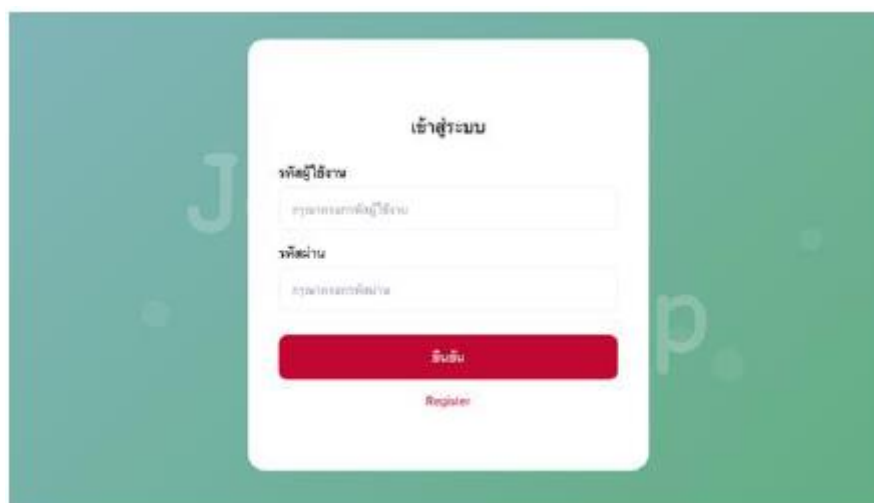 เข้าสู่ระบบ
รหัสผู้ใช้งาน
กรุณากรอกรหัสผู้ใช้งาน
รหัสผ่าน
กรุณากรอกรหัสผ่าน
ยืนยัน
Register